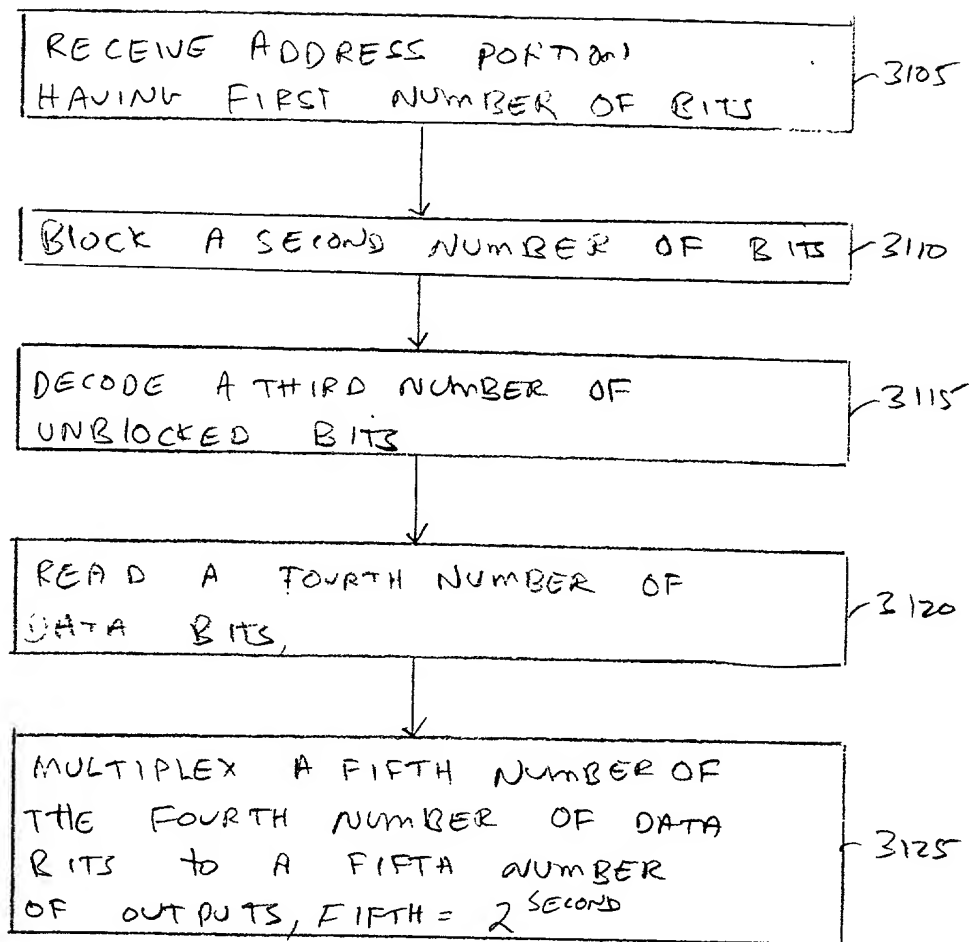 RECEIVE ADDRESS PORTION
HAVING FIRST NUMBER OF BITS
3105
BLOCK A SECOND NUMBER OF BITS
3110
DECODE A THIRD NUMBER OF
UNBLOCKED BITS
3115
READ A FOURTH NUMBER OF
DATA BITS,
3120
MULTIPLEX A FIFTH NUMBER OF
THE FOURTH NUMBER OF DATA
BITS to A FIFTH NUMBER
OF OUTPUTS, FIFTH = 2 SECOND
3125